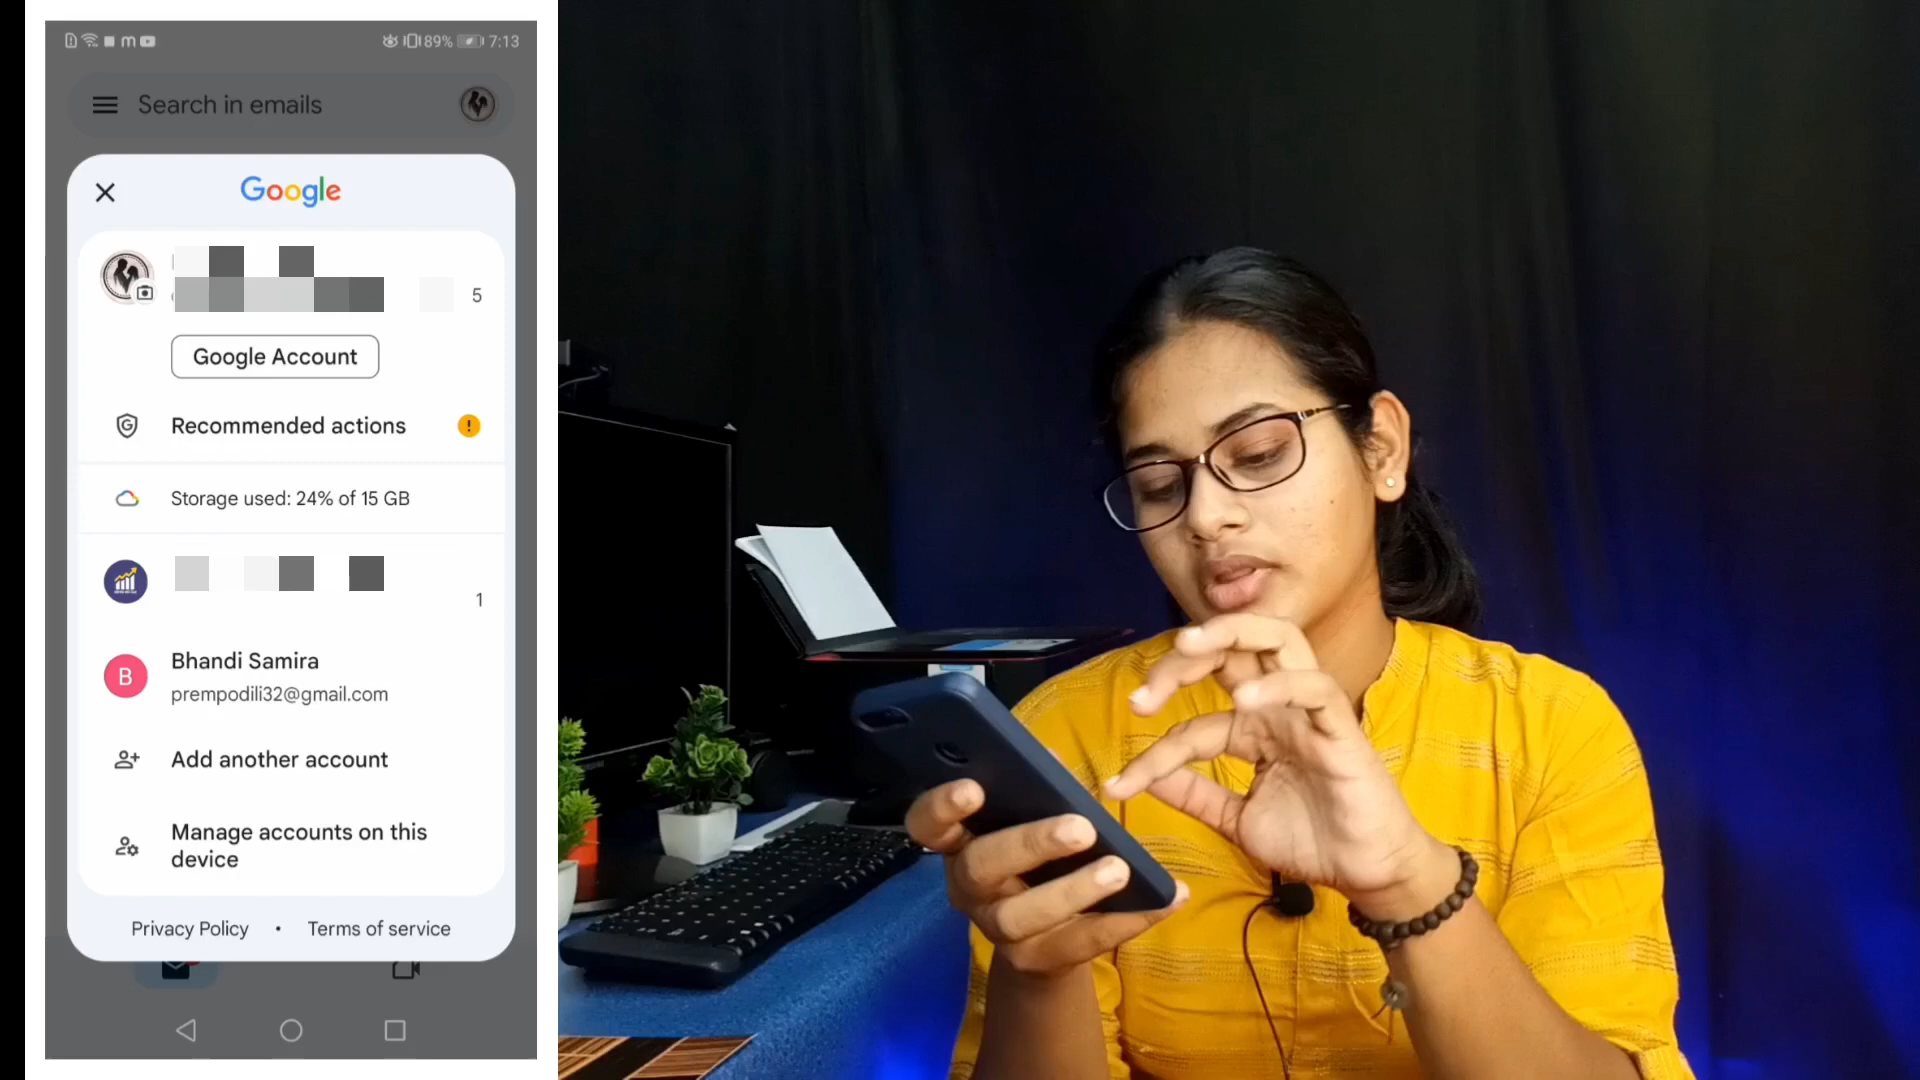 m 89% 7:13
Search in emails
Google
5
Google Account
Recommended actions
Storage used: 24% of 15 GB
1
B
Bhandi Samira
prempodili32@gmail.com
Add another account
Manage accounts on this
device
Privacy Policy • Terms of service